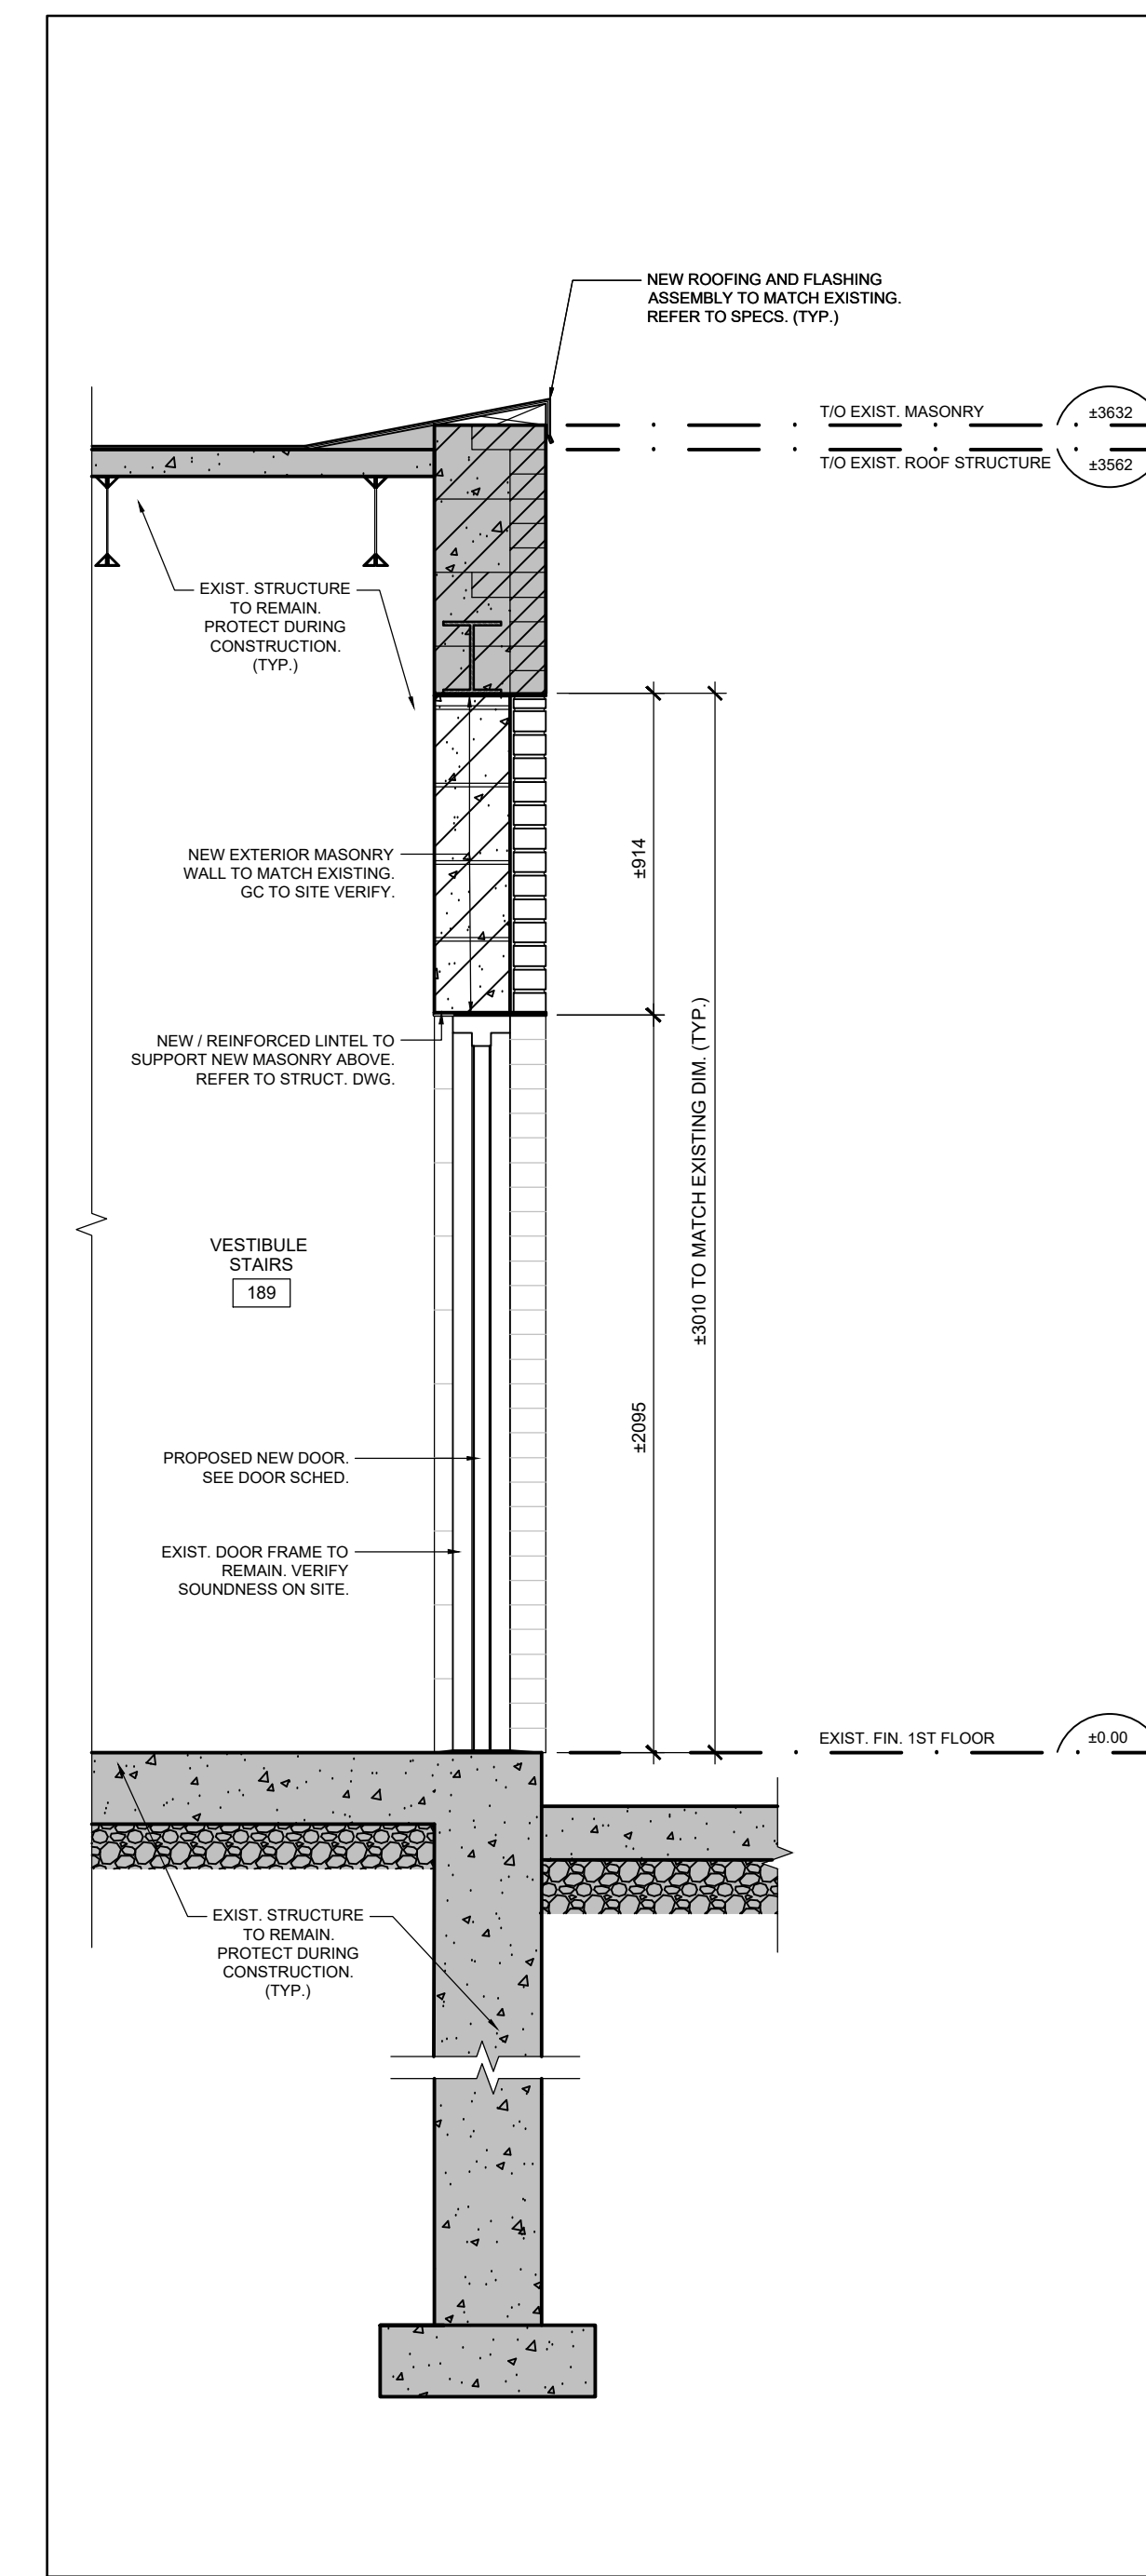 NEW ROOFING AND FLASHING
ASSEMBLY TO MATCH EXISTING.
REFER TO SPECS. (TYP.)
T/O EXIST. MASONRY
±3632
T/O EXIST. ROOF STRUCTURE
±3562
EXIST. STRUCTURE
TO REMAIN.
PROTECT DURING
CONSTRUCTION.
(TYP.)
±914
NEW EXTERIOR MASONRY
WALL TO MATCH EXISTING.
GC TO SITE VERIFY.
NEW / REINFORCED LINTEL TO
SUPPORT NEW MASONRY ABOVE.
REFER TO STRUCT. DWG.
±3010 TO MATCH EXISTING DIM. (TYP.)
VESTIBULE
STAIRS
189
±2095
PROPOSED NEW DOOR.
SEE DOOR SCHED.
EXIST. DOOR FRAME TO
REMAIN. VERIFY
SOUNDNESS ON SITE.
EXIST. FIN. 1ST FLOOR
±0.00
EXIST. STRUCTURE
TO REMAIN.
PROTECT DURING
CONSTRUCTION.
(TYP.)